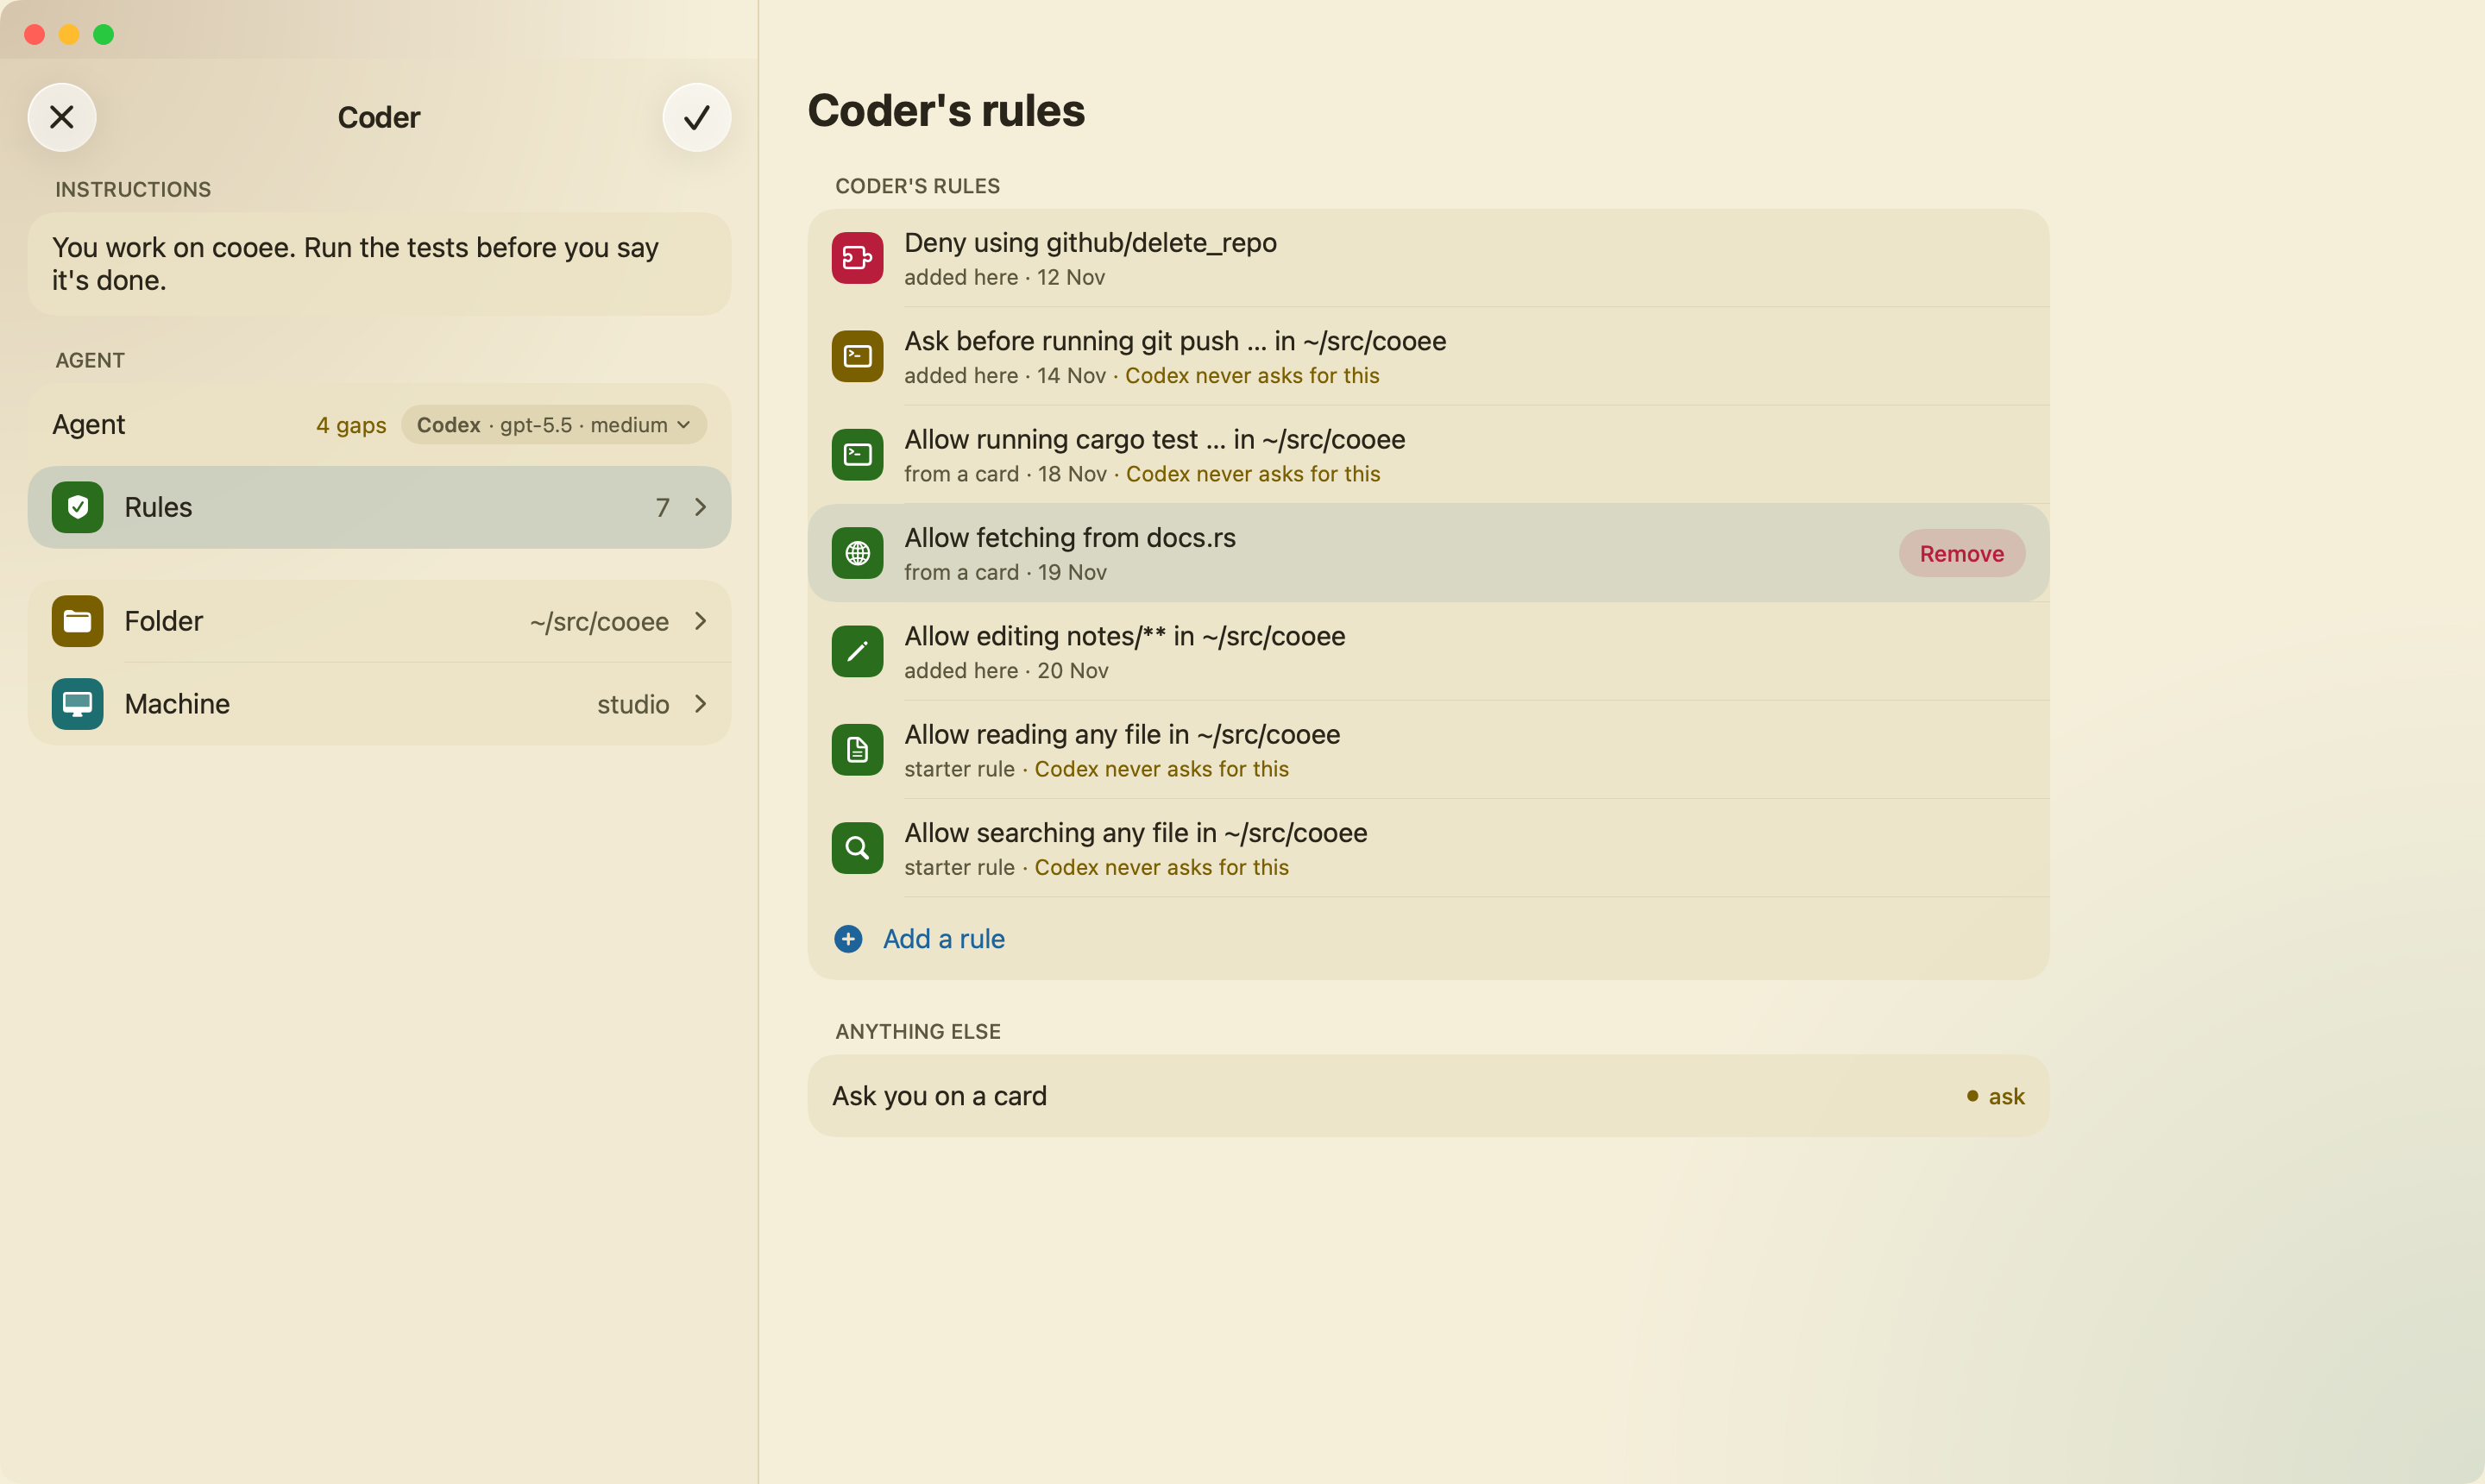 Coder
INSTRUCTIONS
You work on cooee. Run the tests before you say
it's done.
AGENT
Agent
4 gaps
Codex · gpt-5.5 · medium
Rules
7
Folder
~/src/cooee
Machine
studio
Coder's rules
CODER'S RULES
Deny using github/delete_repo
added here · 12 Nov
Ask before running git push ... in ~/src/cooee
added here · 14 Nov · Codex never asks for this
Allow running cargo test ... in ~/src/cooee
from a card · 18 Nov · Codex never asks for this
Allow fetching from docs.rs
from a card · 19 Nov
Remove
Allow editing notes/** in ~/src/cooee
added here · 20 Nov
Allow reading any file in ~/src/cooee
starter rule · Codex never asks for this
Allow searching any file in ~/src/cooee
starter rule · Codex never asks for this
Add a rule
ANYTHING ELSE
Ask you on a card
ask